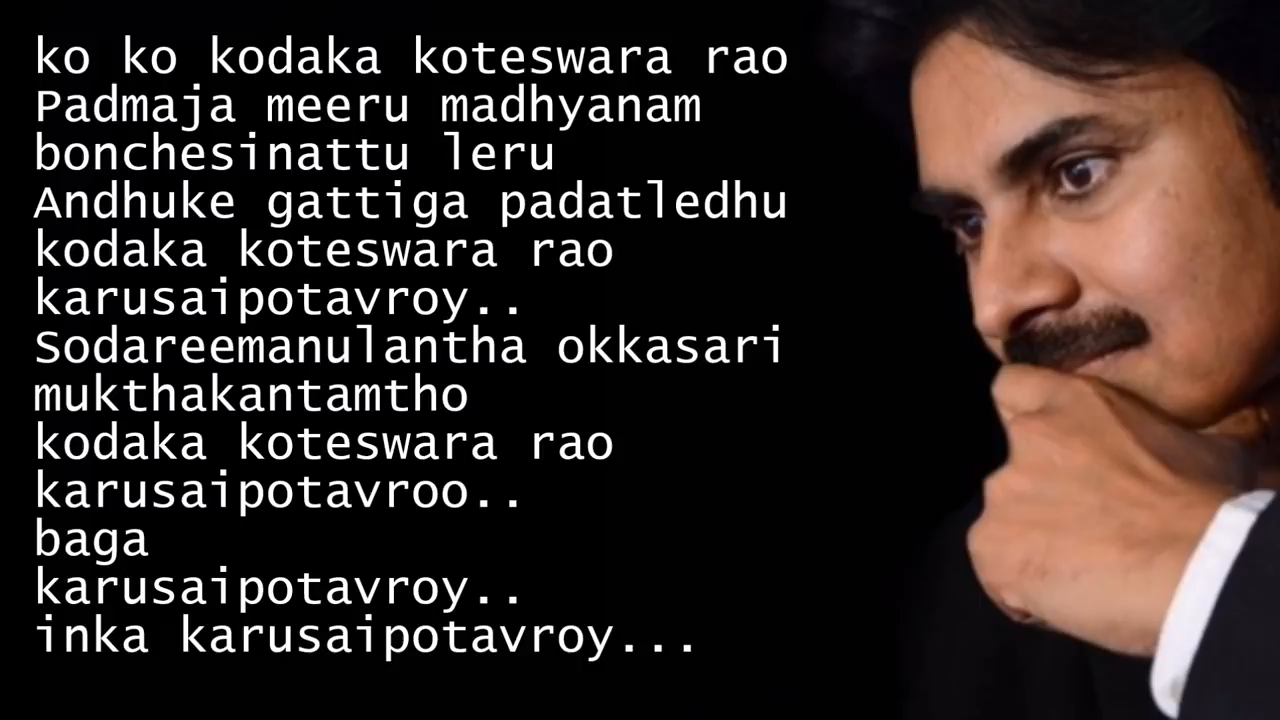 ko ko kodaka koteswara rao
Padmaja meeru madhyanam
bonchesinattu leru
Andhuke gattiga padatledhu
kodaka koteswara rao
karusaipotavroy..
Sodareemanulantha okkasari
mukthakantamtho
kodaka koteswara rao
karusaipotavroo..
baga
karusaipotavroy..
inka karusaipotavroy...